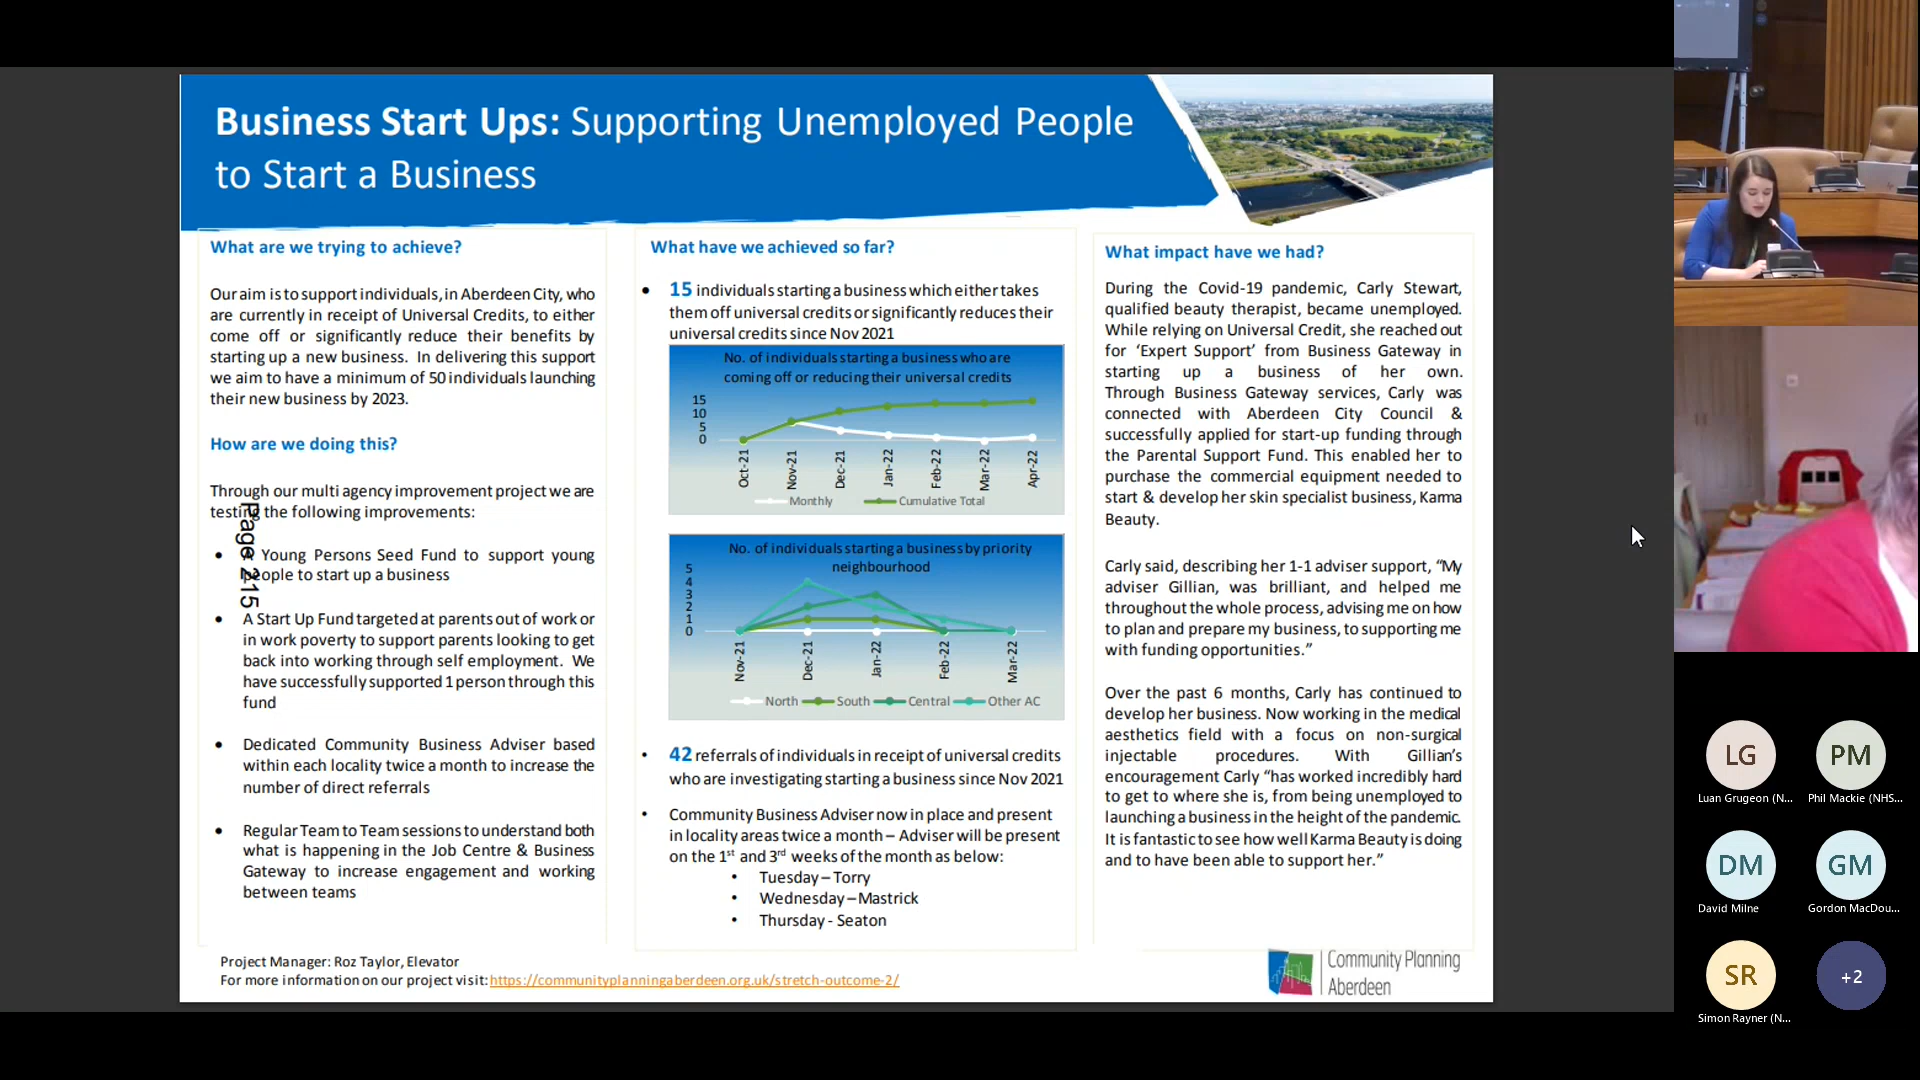 Business Start Ups: Supporting Unemployed People
to Start a Business
What are we trying to achieve?
Our aim is to support individuals, in Aberdeen City, who
are currently in receipt of Universal Credits, to either
come off or significantly reduce their benefits by
starting up a new business. In delivering this support
we aim to have a minimum of 50 individuals launching
their new business by 2023.
How are we doing this?
Through our multi agency improvement project we are
testing the following improvements:
• A Young Persons Seed Fund to support young
people to start up a business
• A Start Up Fund targeted at parents out of work or
in work poverty to support parents looking to get
back into working through self employment. We
have successfully supported 1 person through this
fund
• Dedicated Community Business Adviser based
within each locality twice a month to increase the
number of direct referrals
• Regular Team to Team sessions to understand both
what is happening in the Job Centre & Business
Gateway to increase engagement and working
between teams
Page 215
What have we achieved so far?
• 15 individuals starting a business which either takes
them off universal credits or significantly reduces their
universal credits since Nov 2021
No. of individuals starting a business who are
coming off or reducing their universal credits
15
10
5
0
Oct-21 Nov-21 Dec-21 Jan-22 Feb-22 Mar-22 Apr-22
Monthly Cumulative Total
No. of individuals starting a business by priority
neighbourhood
5
4
3
2
1
0
Nov-21 Dec-21 Jan-22 Feb-22 Mar-22
North South Central Other AC
• 42 referrals of individuals in receipt of universal credits
who are investigating starting a business since Nov 2021
• Community Business Adviser now in place and present
in locality areas twice a month – Adviser will be present
on the 1st and 3rd weeks of the month as below:
• Tuesday – Torry
• Wednesday – Mastrick
• Thursday - Seaton
What impact have we had?
During the Covid-19 pandemic, Carly Stewart,
qualified beauty therapist, became unemployed.
While relying on Universal Credit, she reached out
for ‘Expert Support’ from Business Gateway in
starting up a business of her own.
Through Business Gateway services, Carly was
connected with Aberdeen City Council &
successfully applied for start-up funding through
the Parental Support Fund. This enabled her to
purchase the commercial equipment needed to
start & develop her skin specialist business, Karma
Beauty.
Carly said, describing her 1-1 adviser support, “My
adviser Gillian, was brilliant, and helped me
throughout the whole process, advising me on how
to plan and prepare my business, to supporting me
with funding opportunities.”
Over the past 6 months, Carly has continued to
develop her business. Now working in the medical
aesthetics field with a focus on non-surgical
injectable procedures. With Gillian’s
encouragement Carly “has worked incredibly hard
to get to where she is, from being unemployed to
launching a business in the height of the pandemic.
It is fantastic to see how well Karma Beauty is doing
and to have been able to support her.”
Project Manager: Roz Taylor, Elevator
For more information on our project visit: https://communityplanningaberdeen.org.uk/stretch-outcome-2/
Community Planning
Aberdeen
LG
Luan Grugeon (N...
PM
Phil Mackie (NHS...
DM
David Milne
GM
Gordon MacDou...
SR
Simon Rayner (N...
+2